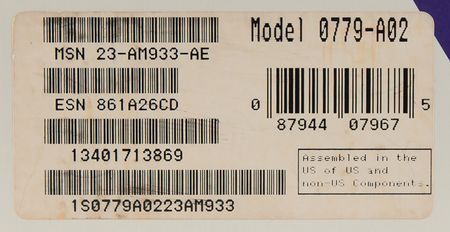 Model 0779-A02
MSN 23-AM933-AE
ESN 861A26CD
13401713869
1S0779A0223AM933
0 87944 07967 5
Assembled in the
US of US and
non-US Components.